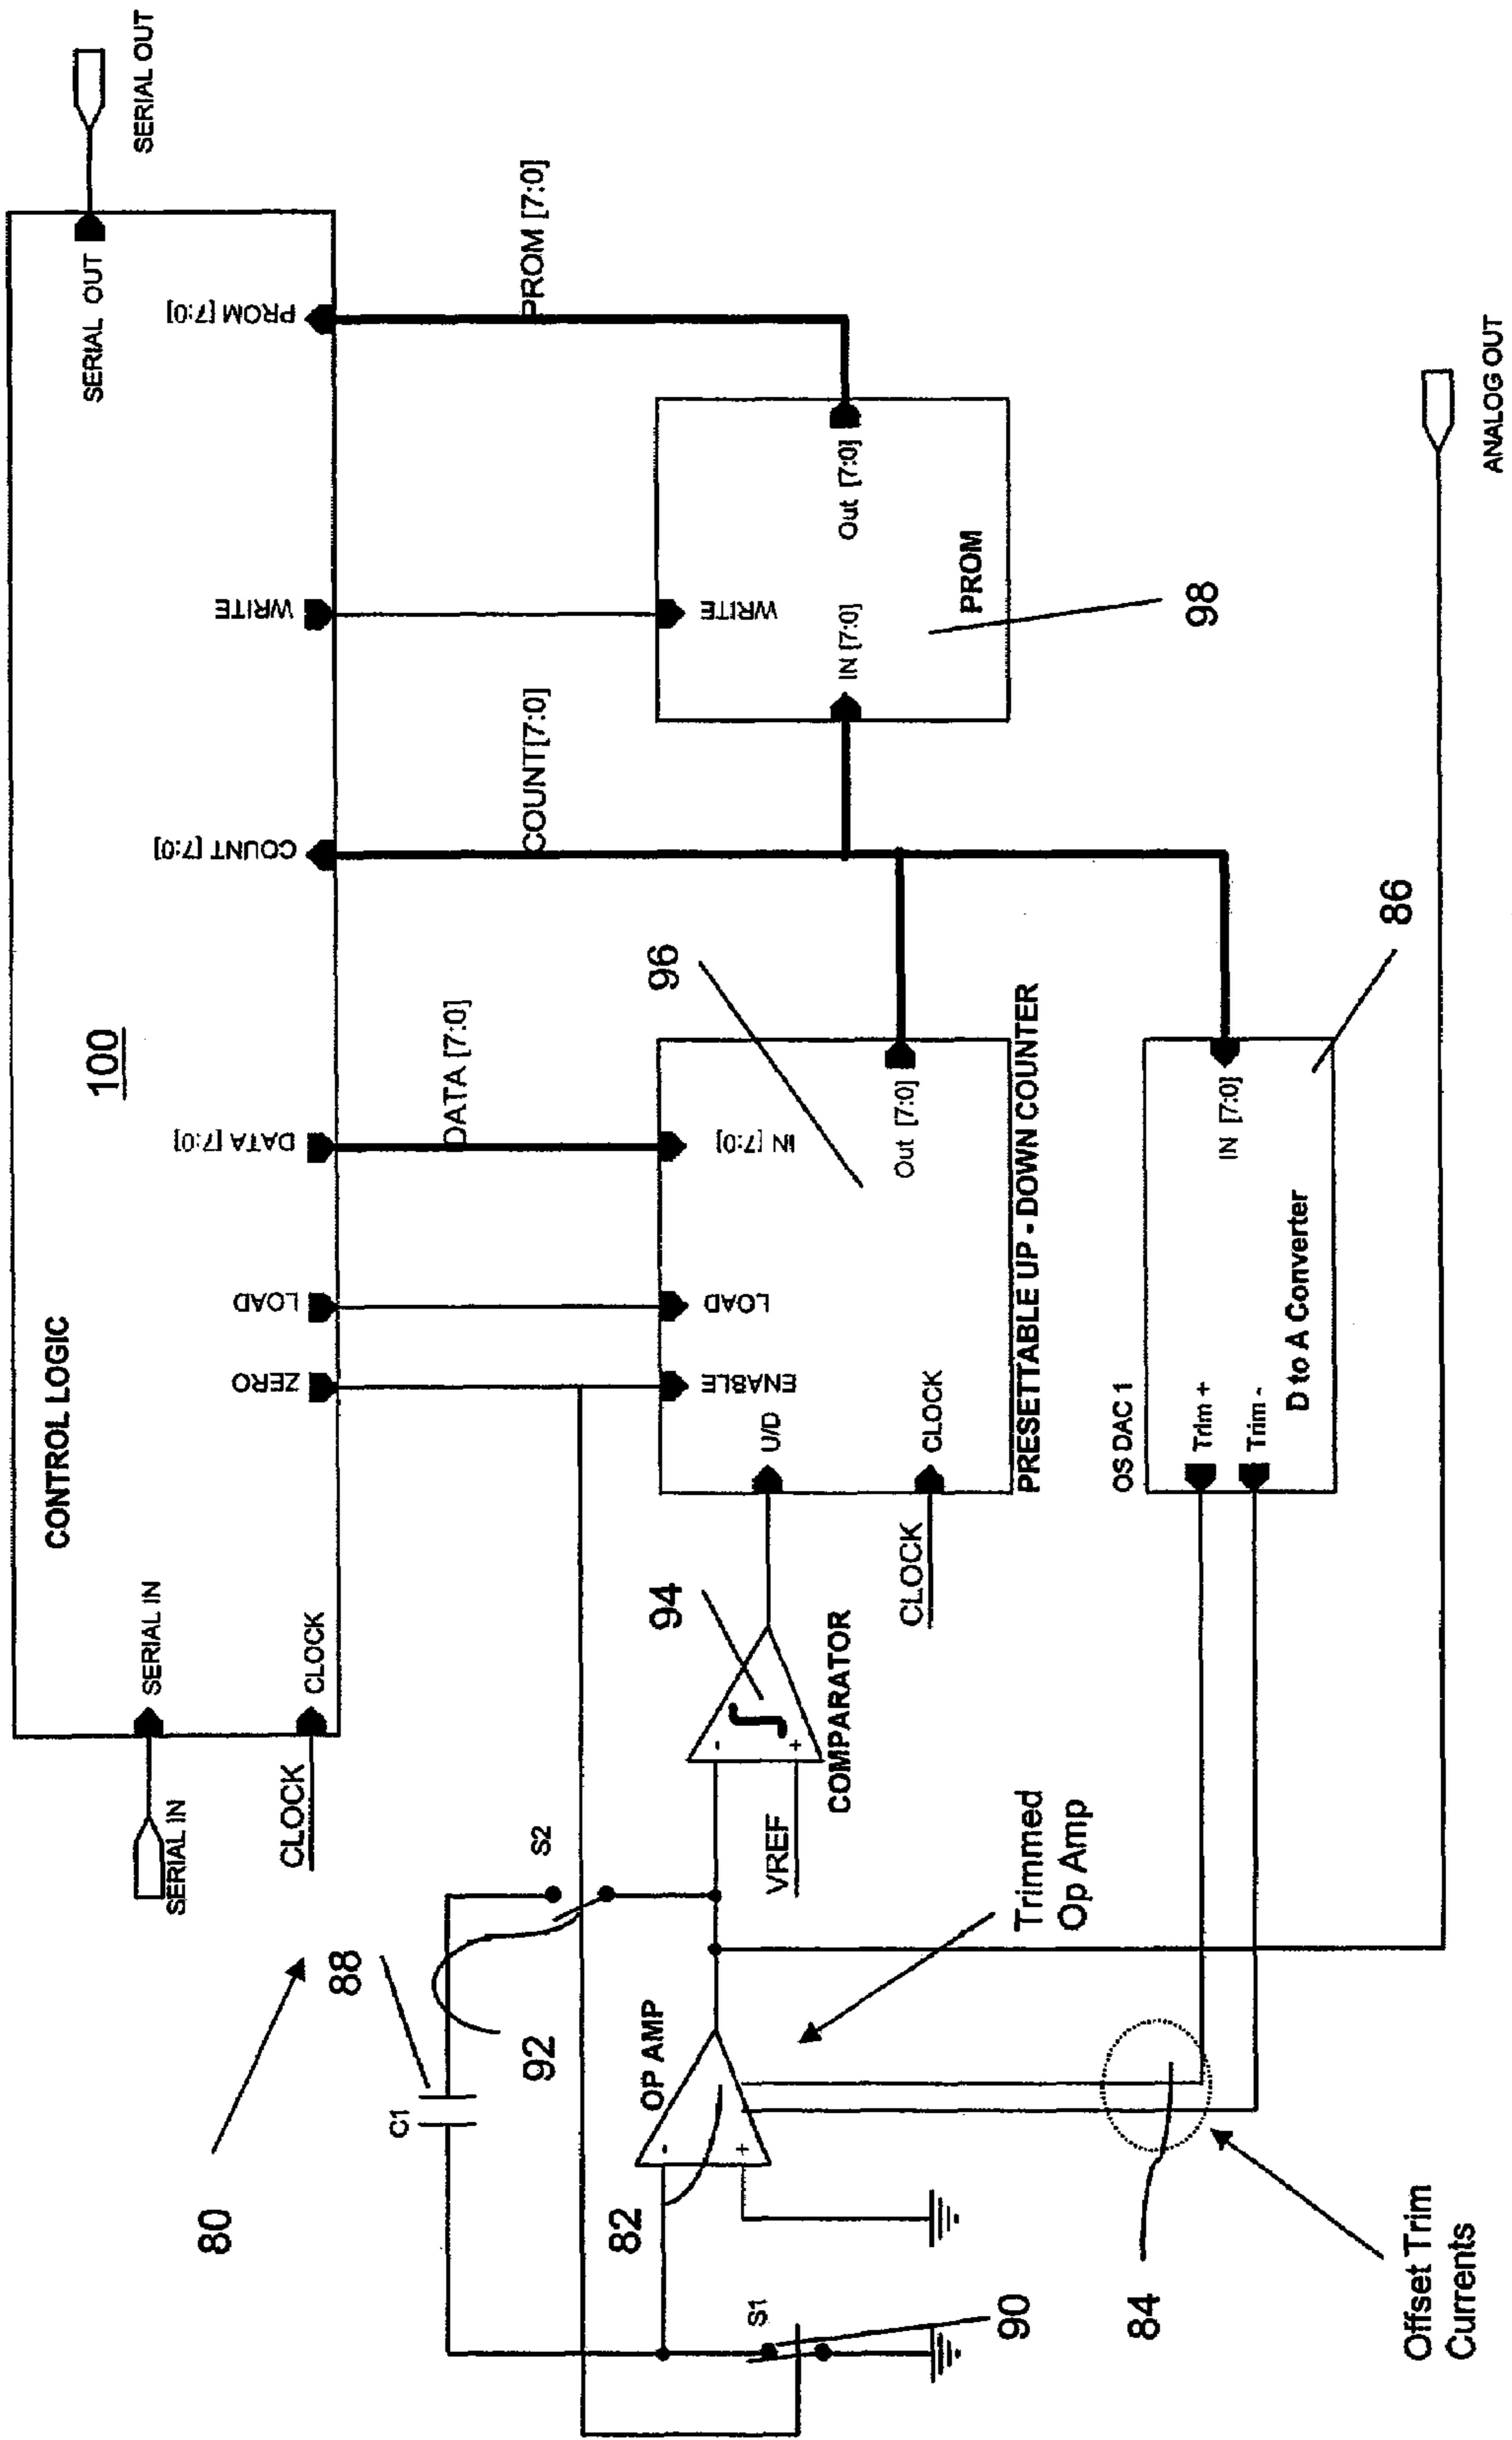 CONTROL LOGIC
100
SERIAL IN
SERIAL IN
CLOCK
CLOCK
ZERO
LOAD
DATA [7:0]
COUNT [7:0]
WRITE
PROM [7:0]
SERIAL OUT
SERIAL OUT
DATA [7:0]
COUNT[7:0]
PROM [7:0]
80
88
92
C1
S2
OP AMP
-
+
82
S1
90
Trimmed
Op Amp
VREF
-
+
COMPARATOR
94
ENABLE
LOAD
IN [7:0]
U/D
CLOCK
CLOCK
Out [7:0]
96
PRESETTABLE UP - DOWN COUNTER
WRITE
IN [7:0]
Out [7:0]
PROM
98
OS DAC 1
Trim +
Trim -
IN [7:0]
D to A Converter
86
84
Offset Trim
Currents
ANALOG OUT